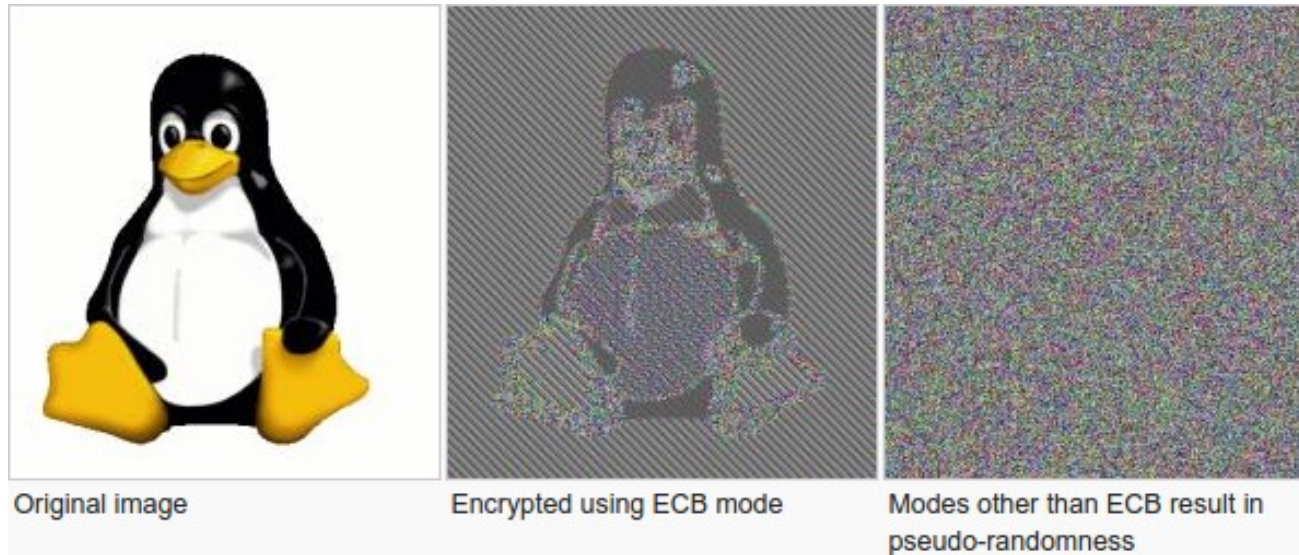 Original image
Encrypted using ECB mode
Modes other than ECB result in
pseudo-randomness